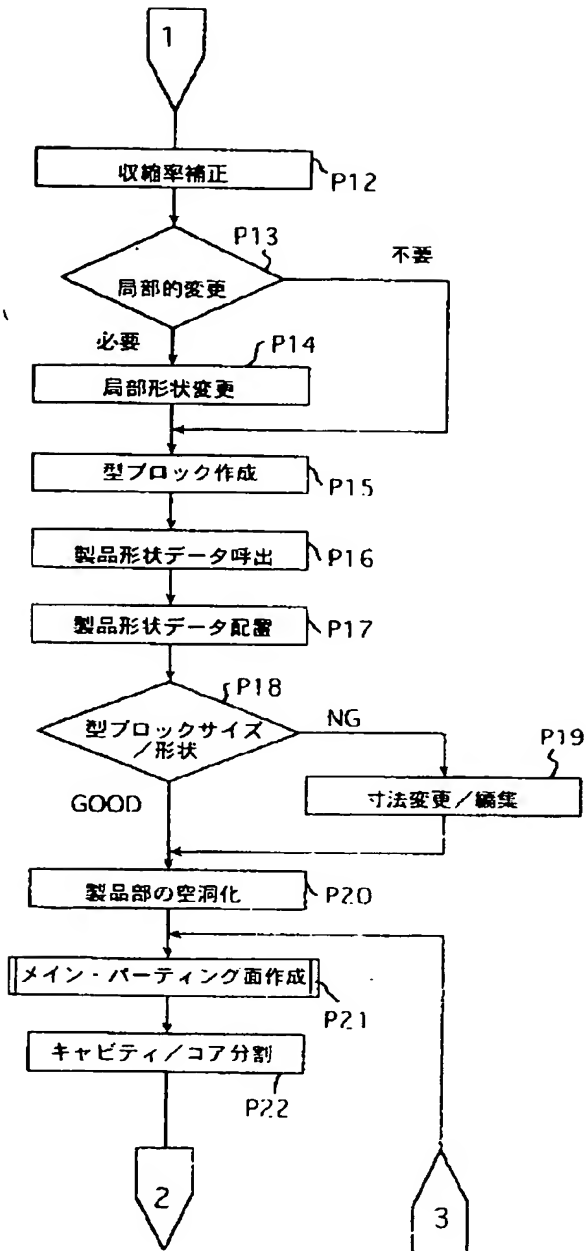 1
収縮率補正
P12
P13
局部的変更
不要
必要
P14
局部形状変更
型ブロック作成
P15
製品形状データ呼出
P16
製品形状データ配置
P17
P18
型ブロックサイズ
／形状
NG
P19
GOOD
寸法変更／編集
製品部の空洞化
P20
メイン・パーティング面作成
P21
キャビティ／コア分割
P22
2
3